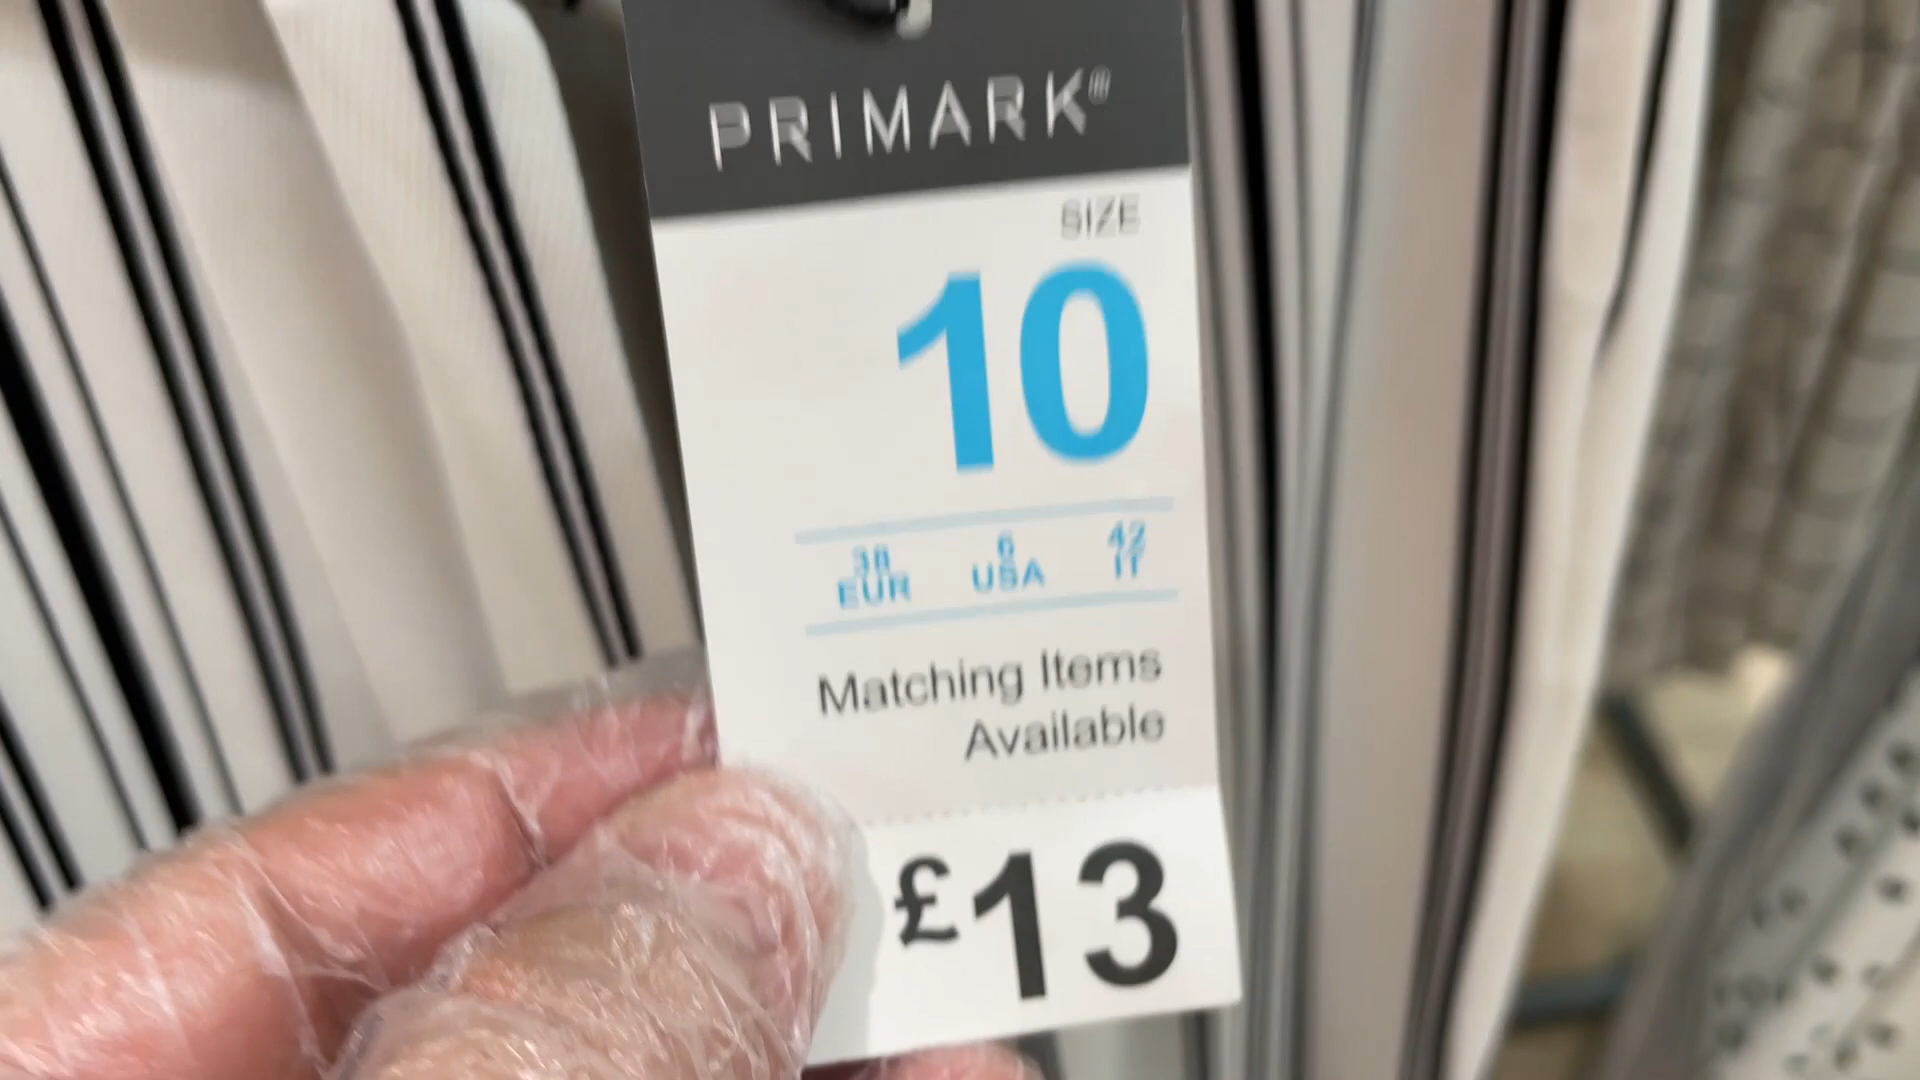 PRIMARK®
SIZE
10
38 6 42
EUR USA IT
Matching Items
Available
£13